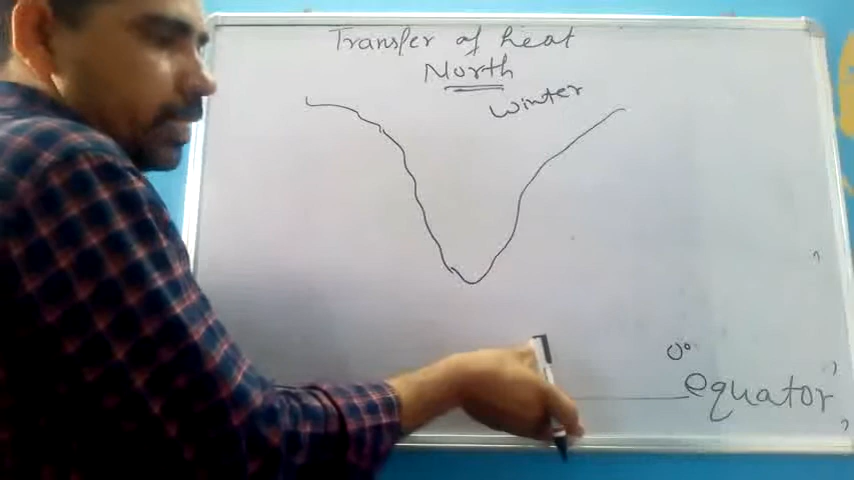 Transfer of heat
North
Winter
0°
equator